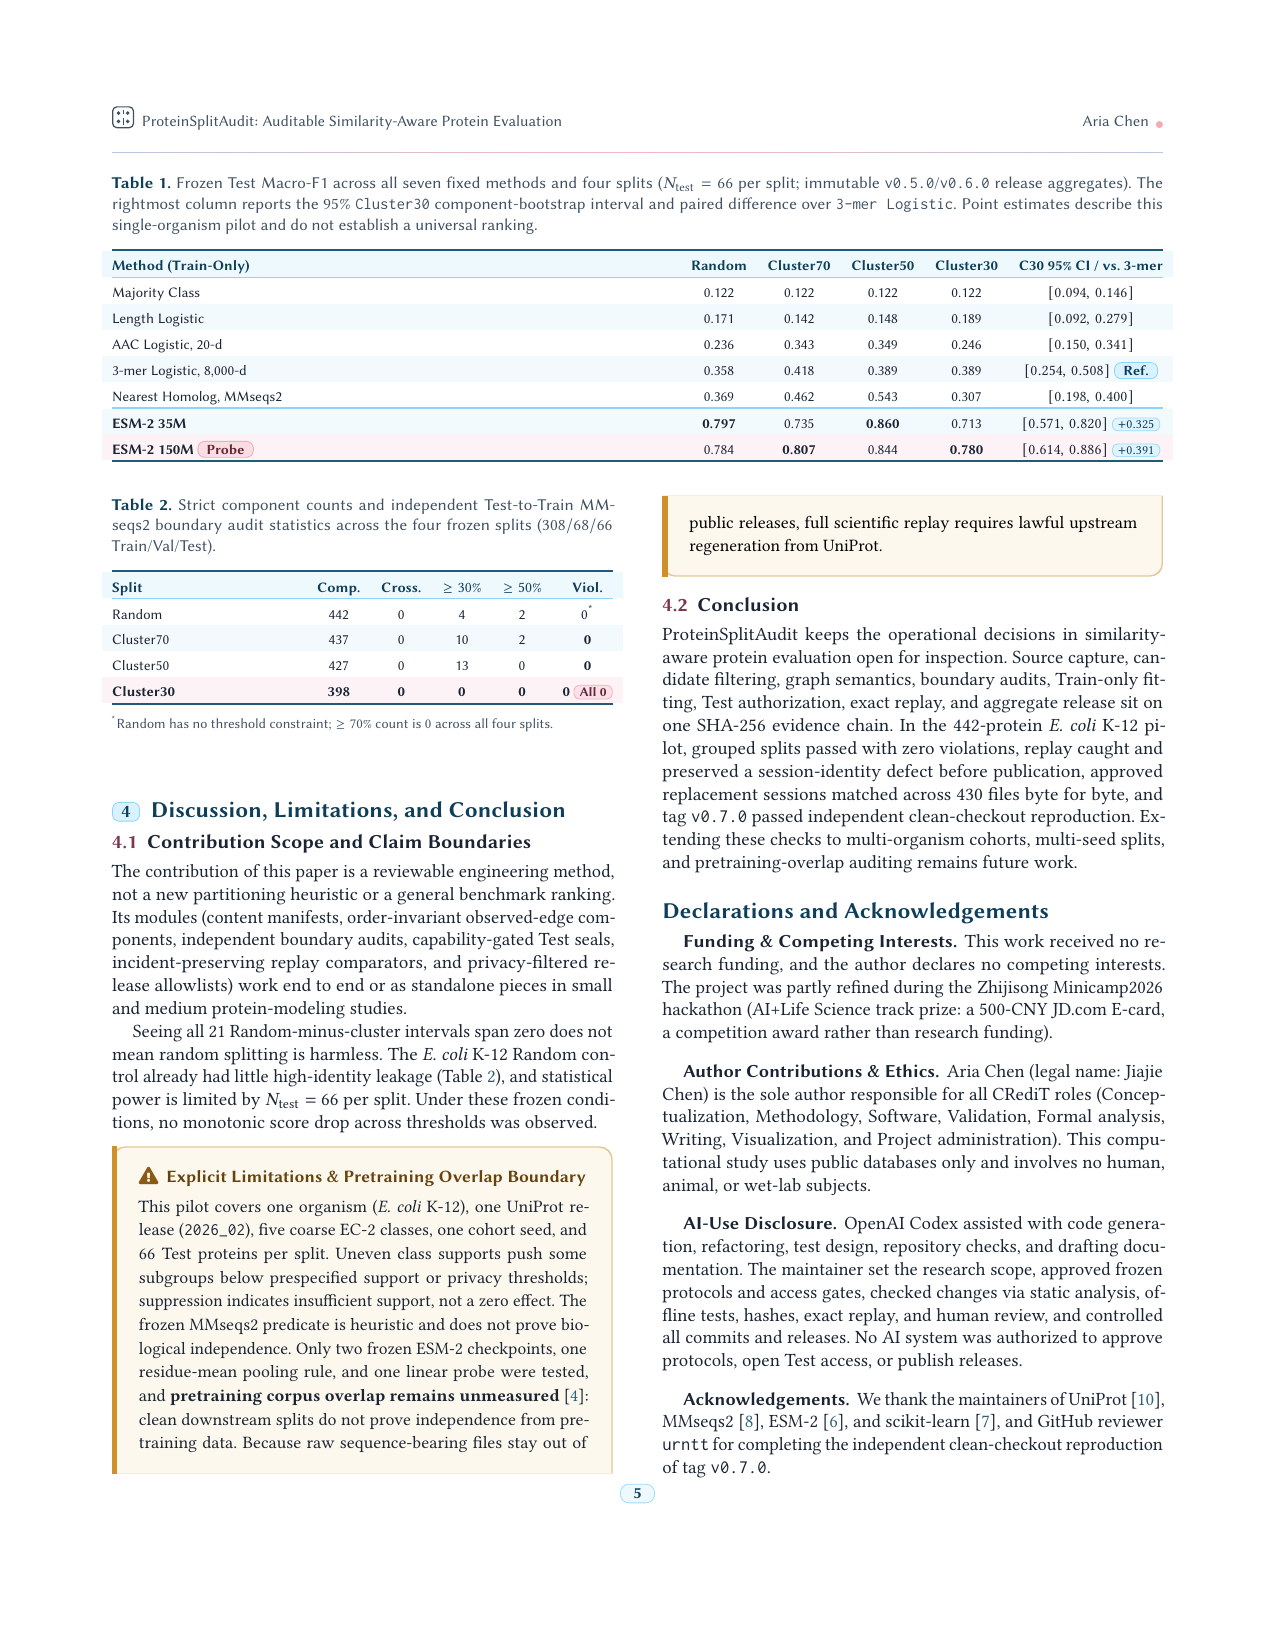 ProteinSplitAudit: Auditable Similarity-Aware Protein Evaluation
Aria Chen
Table 1. Frozen Test Macro-F1 across all seven fixed methods and four splits (Ntest = 66 per split; immutable v0.5.0/v0.6.0 release aggregates). The
rightmost column reports the 95% Cluster30 component-bootstrap interval and paired difference over 3-mer Logistic. Point estimates describe this
single-organism pilot and do not establish a universal ranking.
Method (Train-Only) Random Cluster70 Cluster50 Cluster30 C30 95% CI / vs. 3-mer
Majority Class 0.122 0.122 0.122 0.122 [0.094, 0.146]
Length Logistic 0.171 0.142 0.148 0.189 [0.092, 0.279]
AAC Logistic, 20-d 0.236 0.343 0.349 0.246 [0.150, 0.341]
3-mer Logistic, 8,000-d 0.358 0.418 0.389 0.389 [0.254, 0.508] Ref.
Nearest Homolog, MMseqs2 0.369 0.462 0.543 0.307 [0.198, 0.400]
ESM-2 35M 0.797 0.735 0.860 0.713 [0.571, 0.820] +0.325
ESM-2 150M Probe 0.784 0.807 0.844 0.780 [0.614, 0.886] +0.391
Table 2. Strict component counts and independent Test-to-Train MM-
seqs2 boundary audit statistics across the four frozen splits (308/68/66
Train/Val/Test).
Split Comp. Cross. ≥ 30% ≥ 50% Viol.
Random 442 0 4 2 0*
Cluster70 437 0 10 2 0
Cluster50 427 0 13 0 0
Cluster30 398 0 0 0 0 All 0
*Random has no threshold constraint; ≥ 70% count is 0 across all four splits.
4 Discussion, Limitations, and Conclusion
4.1 Contribution Scope and Claim Boundaries
The contribution of this paper is a reviewable engineering method,
not a new partitioning heuristic or a general benchmark ranking.
Its modules (content manifests, order-invariant observed-edge com-
ponents, independent boundary audits, capability-gated Test seals,
incident-preserving replay comparators, and privacy-filtered re-
lease allowlists) work end to end or as standalone pieces in small
and medium protein-modeling studies.
Seeing all 21 Random-minus-cluster intervals span zero does not
mean random splitting is harmless. The E. coli K-12 Random con-
trol already had little high-identity leakage (Table 2), and statistical
power is limited by Ntest = 66 per split. Under these frozen condi-
tions, no monotonic score drop across thresholds was observed.
Explicit Limitations & Pretraining Overlap Boundary
This pilot covers one organism (E. coli K-12), one UniProt re-
lease (2026_02), five coarse EC-2 classes, one cohort seed, and
66 Test proteins per split. Uneven class supports push some
subgroups below prespecified support or privacy thresholds;
suppression indicates insufficient support, not a zero effect. The
frozen MMseqs2 predicate is heuristic and does not prove bio-
logical independence. Only two frozen ESM-2 checkpoints, one
residue-mean pooling rule, and one linear probe were tested,
and pretraining corpus overlap remains unmeasured [4]:
clean downstream splits do not prove independence from pre-
training data. Because raw sequence-bearing files stay out of
public releases, full scientific replay requires lawful upstream
regeneration from UniProt.
4.2 Conclusion
ProteinSplitAudit keeps the operational decisions in similarity-
aware protein evaluation open for inspection. Source capture, can-
didate filtering, graph semantics, boundary audits, Train-only fit-
ting, Test authorization, exact replay, and aggregate release sit on
one SHA-256 evidence chain. In the 442-protein E. coli K-12 pi-
lot, grouped splits passed with zero violations, replay caught and
preserved a session-identity defect before publication, approved
replacement sessions matched across 430 files byte for byte, and
tag v0.7.0 passed independent clean-checkout reproduction. Ex-
tending these checks to multi-organism cohorts, multi-seed splits,
and pretraining-overlap auditing remains future work.
Declarations and Acknowledgements
Funding & Competing Interests. This work received no re-
search funding, and the author declares no competing interests.
The project was partly refined during the Zhijisong Minicamp2026
hackathon (AI+Life Science track prize: a 500-CNY JD.com E-card,
a competition award rather than research funding).
Author Contributions & Ethics. Aria Chen (legal name: Jiajie
Chen) is the sole author responsible for all CRediT roles (Concep-
tualization, Methodology, Software, Validation, Formal analysis,
Writing, Visualization, and Project administration). This compu-
tational study uses public databases only and involves no human,
animal, or wet-lab subjects.
AI-Use Disclosure. OpenAI Codex assisted with code genera-
tion, refactoring, test design, repository checks, and drafting docu-
mentation. The maintainer set the research scope, approved frozen
protocols and access gates, checked changes via static analysis, of-
fline tests, hashes, exact replay, and human review, and controlled
all commits and releases. No AI system was authorized to approve
protocols, open Test access, or publish releases.
Acknowledgements. We thank the maintainers of UniProt [10],
MMseqs2 [8], ESM-2 [6], and scikit-learn [7], and GitHub reviewer
urntt for completing the independent clean-checkout reproduction
of tag v0.7.0.
5